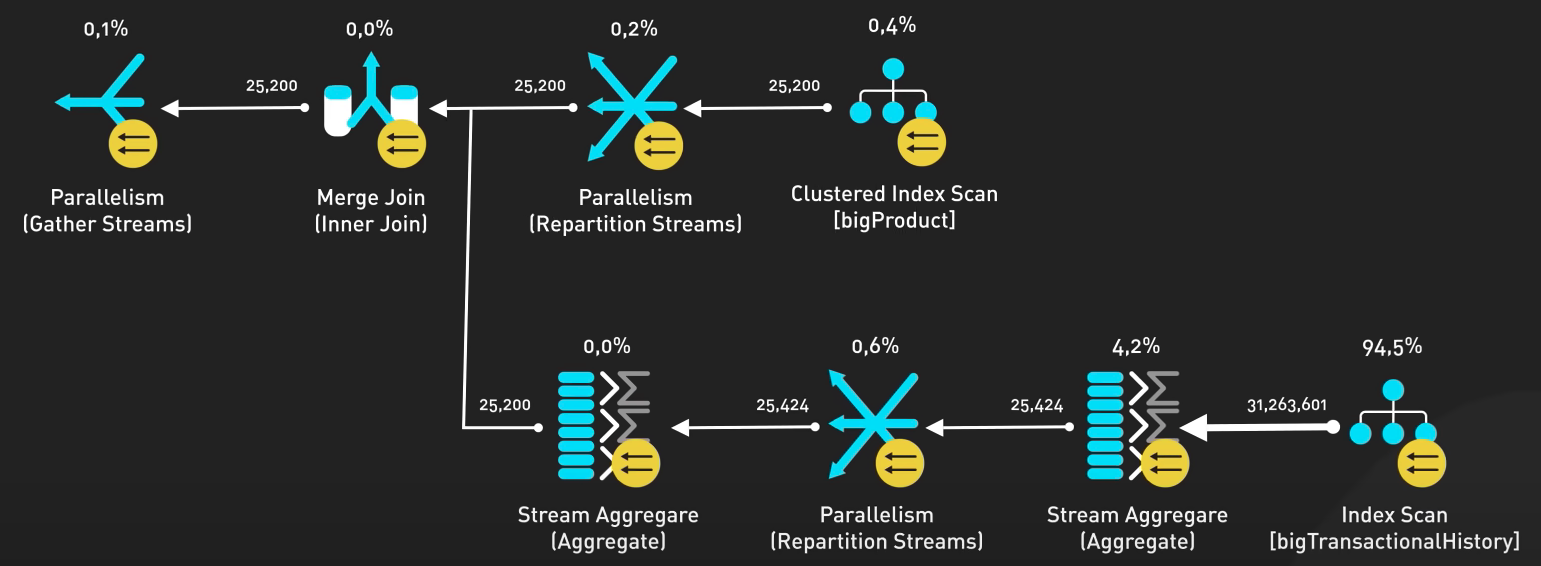 0,1%
0,0%
0,2%
0,4%
25,200
25,200
25,200
Parallelism
(Gather Streams)
Merge Join
(Inner Join)
Parallelism
(Repartition Streams)
Clustered Index Scan
[bigProduct]
0,0%
0,6%
4,2%
94,5%
25,200
25,424
25,424
31,263,601
Stream Aggregare
(Aggregate)
Parallelism
(Repartition Streams)
Stream Aggregare
(Aggregate)
Index Scan
[bigTransactionalHistory]